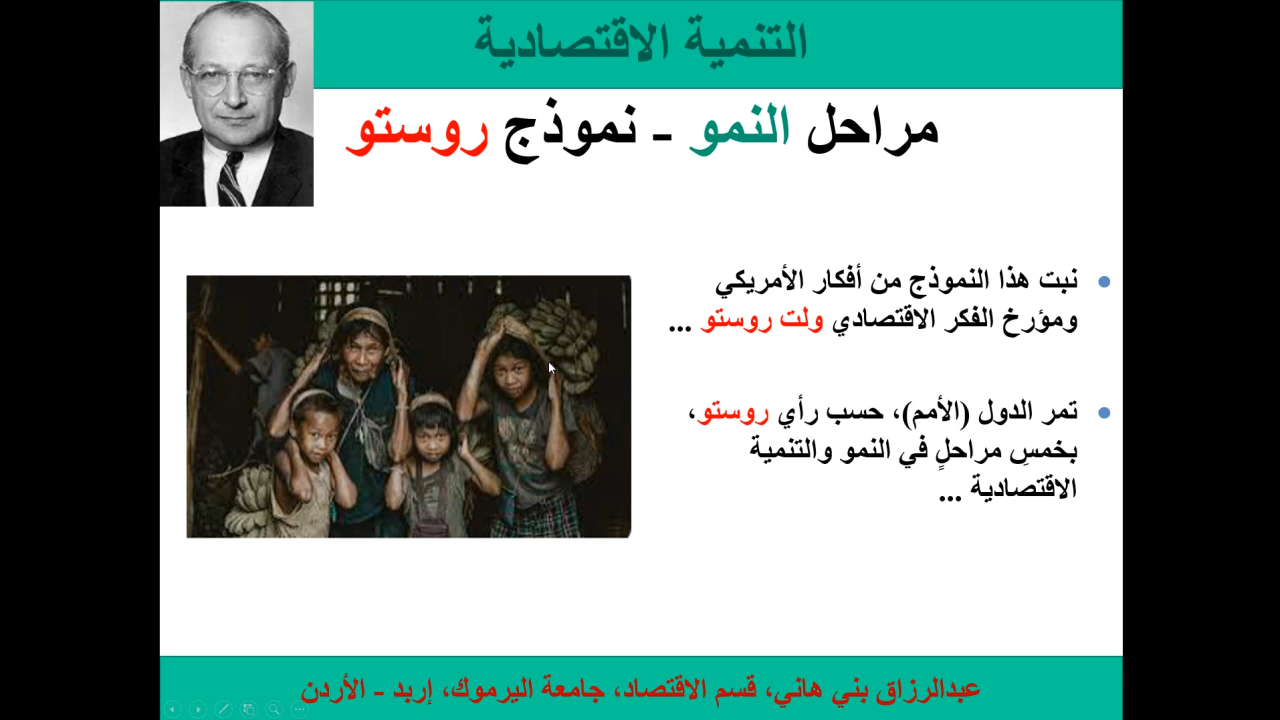 التنمية الاقتصادية
مراحل النمو - نموذج روستو
• نبت هذا النموذج من أفكار الأمريكي
ومؤرخ الفكر الاقتصادي ولت روستو ...
• تمر الدول (الأمم)، حسب رأي روستو،
بخمسِ مراحلٍ في النمو والتنمية
الاقتصادية ...
عبدالرزاق بني هاني، قسم الاقتصاد، جامعة اليرموك، إربد - الأردن